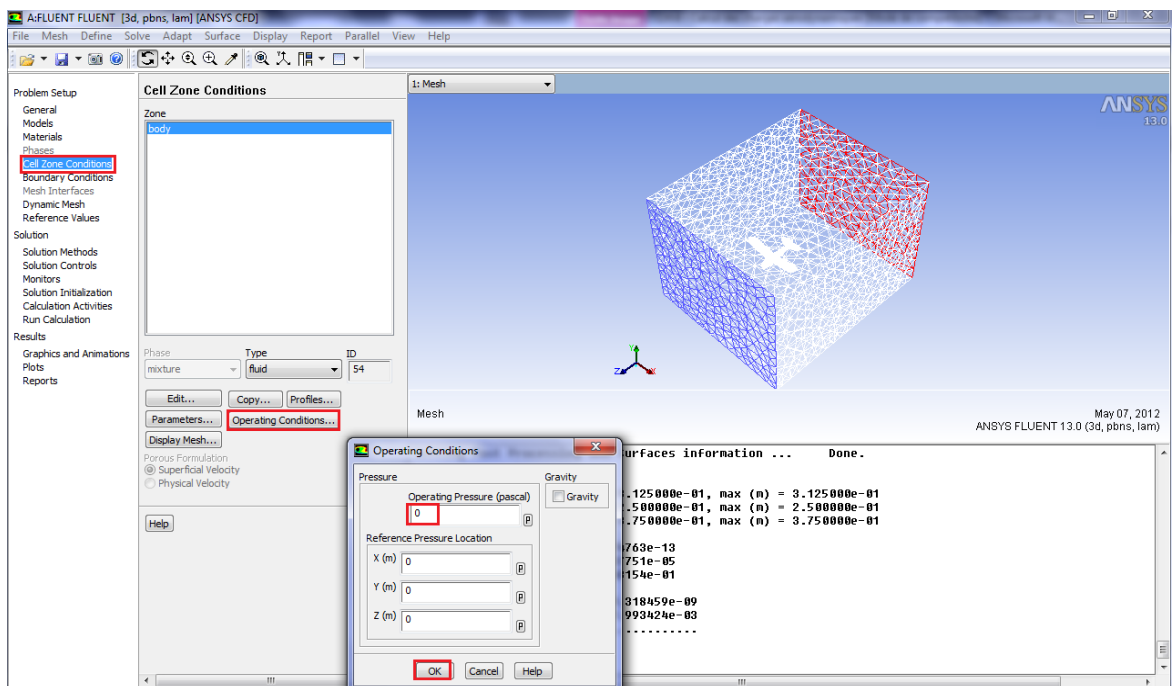 A:FLUENT FLUENT [3d, pbns, lam] [ANSYS CFD]
File Mesh Define Solve Adapt Surface Display Report Parallel View Help
Problem Setup
General
Models
Materials
Phases
Cell Zone Conditions
Boundary Conditions
Mesh Interfaces
Dynamic Mesh
Reference Values
Solution
Solution Methods
Solution Controls
Monitors
Solution Initialization
Calculation Activities
Run Calculation
Results
Graphics and Animations
Plots
Reports
Cell Zone Conditions
Zone
body
Phase Type ID
mixture fluid 54
Edit... Copy... Profiles...
Parameters... Operating Conditions...
Display Mesh...
Porous Formulation
Superficial Velocity
Physical Velocity
Help
1: Mesh
ANSYS
13.0
Y
Z X
Mesh
May 07, 2012
ANSYS FLUENT 13.0 (3d, pbns, lam)
Operating Conditions
Pressure
Operating Pressure (pascal)
0
P
Reference Pressure Location
X (m) 0 P
Y (m) 0 P
Z (m) 0 P
Gravity
Gravity
OK Cancel Help
urfaces information ... Done.
.125000e-01, max (m) = 3.125000e-01
.500000e-01, max (m) = 2.500000e-01
.750000e-01, max (m) = 3.750000e-01
763e-13
751e-05
154e-01
318459e-09
993424e-03
..........